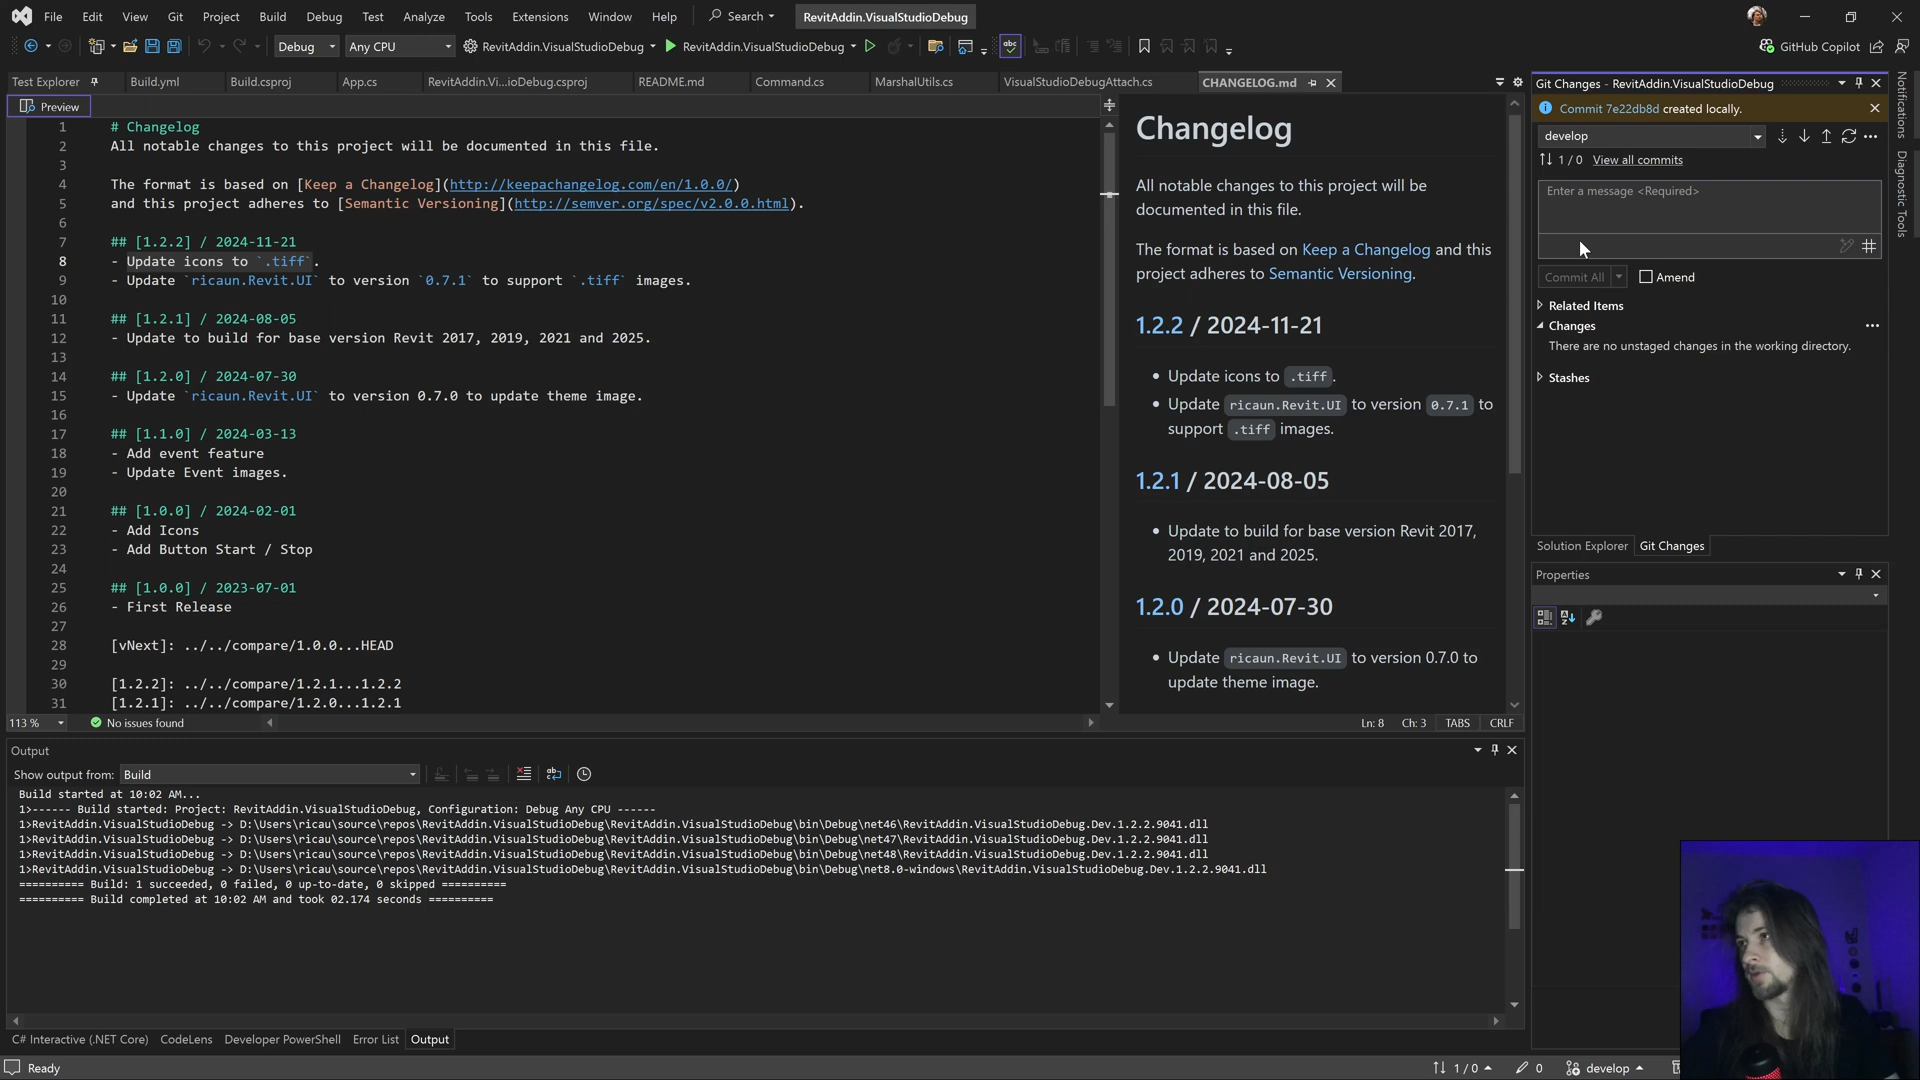 File Edit View Git Project Build Debug Test Analyze Tools Extensions Window Help Search RevitAddin.VisualStudioDebug
Debug Any CPU RevitAddin.VisualStudioDebug RevitAddin.VisualStudioDebug GitHub Copilot
Test Explorer Build.yml Build.csproj App.cs RevitAddin.Vi...ioDebug.csproj README.md Command.cs MarshalUtils.cs VisualStudioDebugAttach.cs CHANGELOG.md
Preview
1 # Changelog
2 All notable changes to this project will be documented in this file.
3
4 The format is based on [Keep a Changelog](http://keepachangelog.com/en/1.0.0/)
5 and this project adheres to [Semantic Versioning](http://semver.org/spec/v2.0.0.html).
6
7 ## [1.2.2] / 2024-11-21
8 - Update icons to `.tiff`.
9 - Update `ricaun.Revit.UI` to version `0.7.1` to support `.tiff` images.
10
11 ## [1.2.1] / 2024-08-05
12 - Update to build for base version Revit 2017, 2019, 2021 and 2025.
13
14 ## [1.2.0] / 2024-07-30
15 - Update `ricaun.Revit.UI` to version 0.7.0 to update theme image.
16
17 ## [1.1.0] / 2024-03-13
18 - Add event feature
19 - Update Event images.
20
21 ## [1.0.0] / 2024-02-01
22 - Add Icons
23 - Add Button Start / Stop
24
25 ## [1.0.0] / 2023-07-01
26 - First Release
27
28 [vNext]: ../../compare/1.0.0...HEAD
29
30 [1.2.2]: ../../compare/1.2.1...1.2.2
31 [1.2.1]: ../../compare/1.2.0...1.2.1
113 % No issues found Ln: 8 Ch: 3 TABS CRLF
Changelog
All notable changes to this project will be
documented in this file.
The format is based on Keep a Changelog and this
project adheres to Semantic Versioning.
1.2.2 / 2024-11-21
• Update icons to .tiff.
• Update ricaun.Revit.UI to version 0.7.1 to
support .tiff images.
1.2.1 / 2024-08-05
• Update to build for base version Revit 2017,
2019, 2021 and 2025.
1.2.0 / 2024-07-30
• Update ricaun.Revit.UI to version 0.7.0 to
update theme image.
Git Changes - RevitAddin.VisualStudioDebug
Commit 7e22db8d created locally.
develop
1 / 0 View all commits
Enter a message <Required>
Commit All Amend
Related Items
Changes
There are no unstaged changes in the working directory.
Stashes
Solution Explorer Git Changes
Properties
Notifications
Diagnostic Tools
Output
Show output from: Build
Build started at 10:02 AM...
1>------ Build started: Project: RevitAddin.VisualStudioDebug, Configuration: Debug Any CPU ------
1>RevitAddin.VisualStudioDebug -> D:\Users\ricau\source\repos\RevitAddin.VisualStudioDebug\RevitAddin.VisualStudioDebug\bin\Debug\net46\RevitAddin.VisualStudioDebug.Dev.1.2.2.9041.dll
1>RevitAddin.VisualStudioDebug -> D:\Users\ricau\source\repos\RevitAddin.VisualStudioDebug\RevitAddin.VisualStudioDebug\bin\Debug\net47\RevitAddin.VisualStudioDebug.Dev.1.2.2.9041.dll
1>RevitAddin.VisualStudioDebug -> D:\Users\ricau\source\repos\RevitAddin.VisualStudioDebug\RevitAddin.VisualStudioDebug\bin\Debug\net48\RevitAddin.VisualStudioDebug.Dev.1.2.2.9041.dll
1>RevitAddin.VisualStudioDebug -> D:\Users\ricau\source\repos\RevitAddin.VisualStudioDebug\RevitAddin.VisualStudioDebug\bin\Debug\net8.0-windows\RevitAddin.VisualStudioDebug.Dev.1.2.2.9041.dll
========== Build: 1 succeeded, 0 failed, 0 up-to-date, 0 skipped ==========
========== Build completed at 10:02 AM and took 02.174 seconds ==========
C# Interactive (.NET Core) CodeLens Developer PowerShell Error List Output
Ready 1 / 0 0 develop